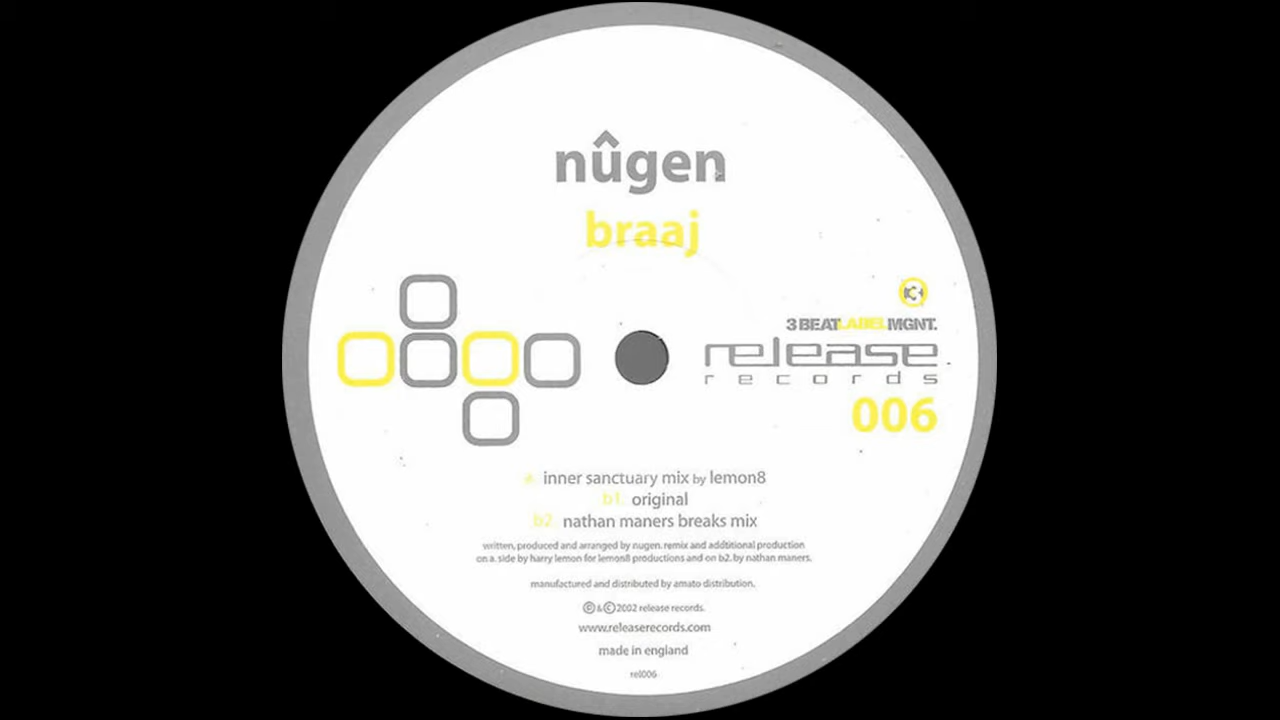 nûgen
braaj
3
3 BEAT LABEL MGNT.
release
records
006
a. inner sanctuary mix by lemon8
b1. original
b2. nathan maners breaks mix
written, produced and arranged by nugen. remix and addtitional production
on a. side by harry lemon for lemon8 productions and on b2. by nathan maners.
manufactured and distributed by amato distribution.
℗ & © 2002 release records.
www.releaserecords.com
made in england
rel006